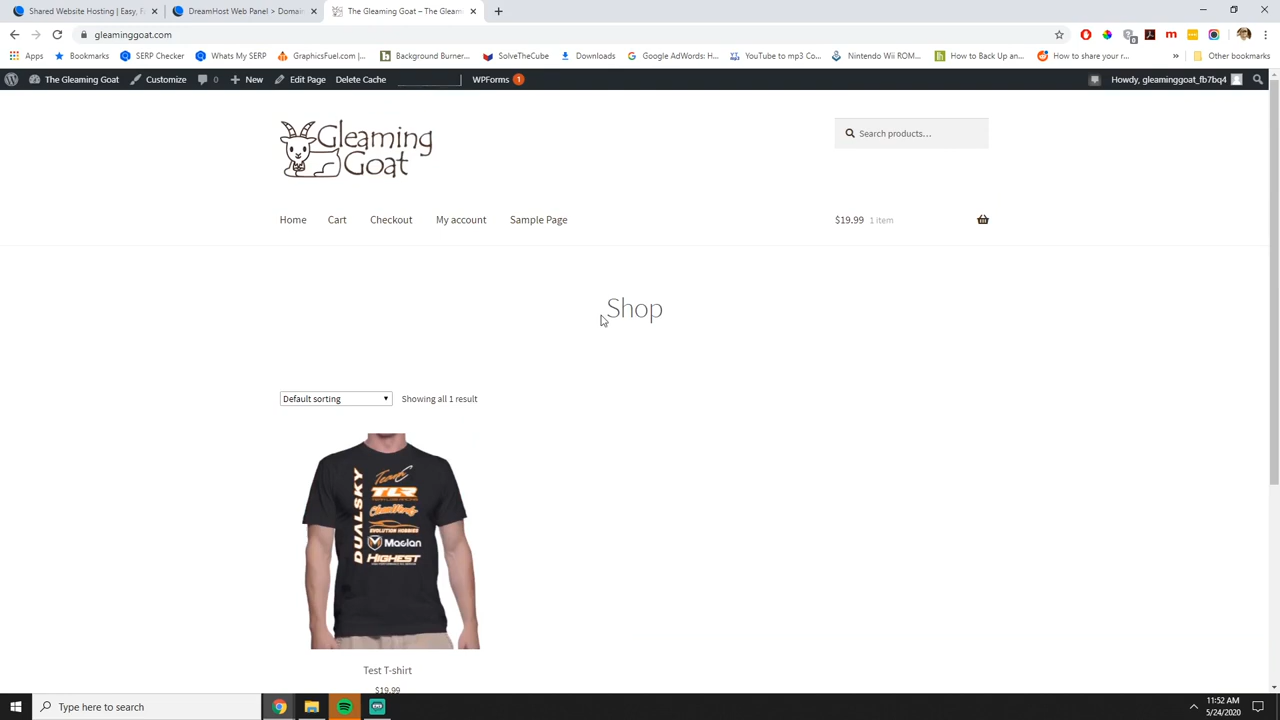 Shared Website Hosting | Easy, F
DreamHost Web Panel > Domain
The Gleaming Goat – The Gleam
gleaminggoat.com
Apps
Bookmarks
SERP Checker
Whats My SERP
GraphicsFuel.com |...
Background Burner...
SolveTheCube
Downloads
Google AdWords: H...
YouTube to mp3 Co...
Nintendo Wii ROM...
How to Back Up an...
How to share your r...
»
Other bookmarks
The Gleaming Goat
Customize
0
New
Edit Page
Delete Cache
WPForms 1
Howdy, gleaminggoat_fb7bq4
Gleaming
Goat
Search products…
Home
Cart
Checkout
My account
Sample Page
$19.99 1 item
Shop
Default sorting
Showing all 1 result
DUALSKY
TLR
EVOLUTION HOBBIES
Maclan
HIGHEST
Test T-shirt
$19.99
Type here to search
11:52 AM
5/24/2020